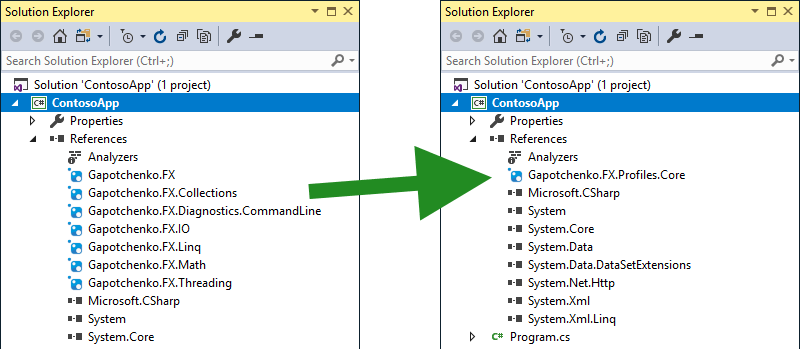 Solution Explorer
Search Solution Explorer (Ctrl+;)
Solution 'ContosoApp' (1 project)
C# ContosoApp
Properties
References
Analyzers
Gapotchenko.FX
Gapotchenko.FX.Collections
Gapotchenko.FX.Diagnostics.CommandLine
Gapotchenko.FX.IO
Gapotchenko.FX.Linq
Gapotchenko.FX.Math
Gapotchenko.FX.Threading
Microsoft.CSharp
System
System.Core
Solution Explorer
Search Solution Explorer (Ctrl+;)
Solution 'ContosoApp' (1 project)
C# ContosoApp
Properties
References
Analyzers
Gapotchenko.FX.Profiles.Core
Microsoft.CSharp
System
System.Core
System.Data
System.Data.DataSetExtensions
System.Net.Http
System.Xml
System.Xml.Linq
C# Program.cs